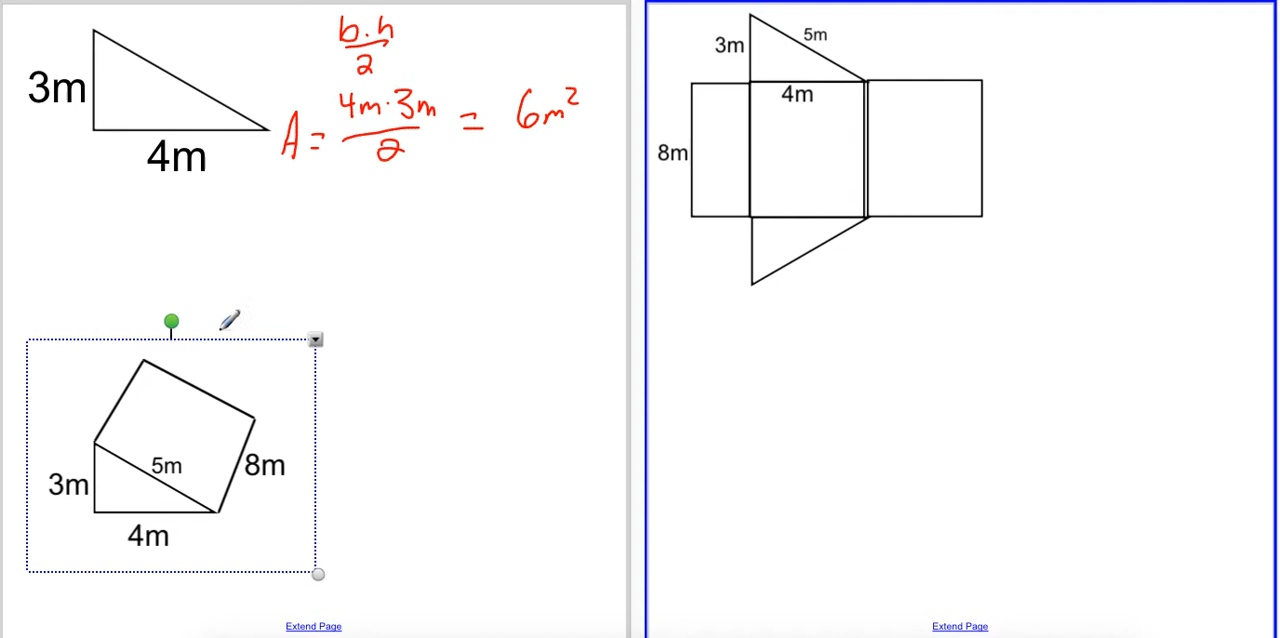 b.h
2
3m
A = 4m.3m = 6m²
2
4m
5m
3m
8m
4m
Extend Page
5m
3m
4m
8m
Extend Page